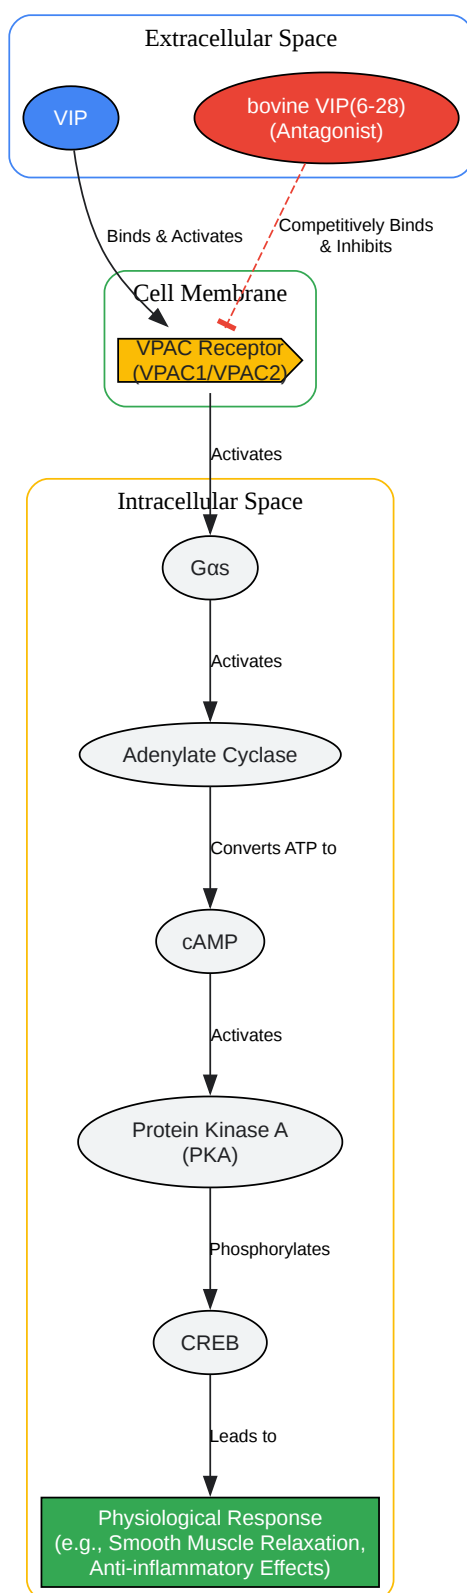 Extracellular Space
VIP
bovine VIP(6-28)
(Antagonist)
Binds & Activates
Competitively Binds
& Inhibits
Cell Membrane
VPAC Receptor
(VPAC1/VPAC2)
Activates
Intracellular Space
Gαs
Activates
Adenylate Cyclase
Converts ATP to
cAMP
Activates
Protein Kinase A
(PKA)
Phosphorylates
CREB
Leads to
Physiological Response
(e.g., Smooth Muscle Relaxation,
Anti-inflammatory Effects)